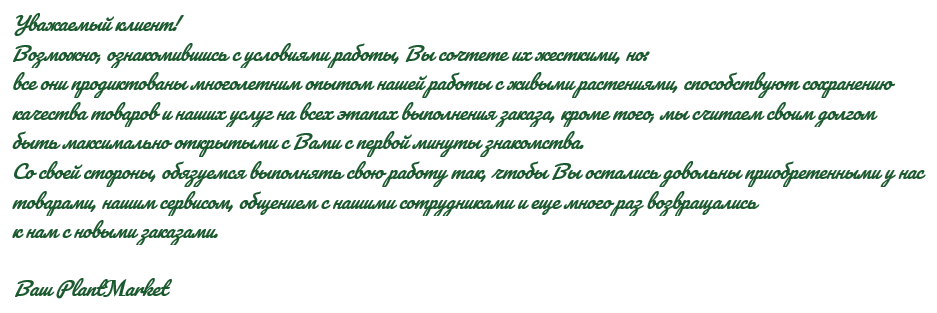 Уважаемый клиент!
Возможно, ознакомившись с условиями работы, Вы сочтете их жесткими, но:
все они продиктованы многолетним опытом нашей работы с живыми растениями, способствуют сохранению
качества товаров и наших услуг на всех этапах выполнения заказа, кроме того, мы считаем своим долгом
быть максимально открытыми с Вами с первой минуты знакомства.
Со своей стороны, обязуемся выполнять свою работу так, чтобы Вы остались довольны приобретенными у нас
товарами, нашим сервисом, общением с нашими сотрудниками и еще много раз возвращались
к нам с новыми заказами.
Ваш PlantMarket